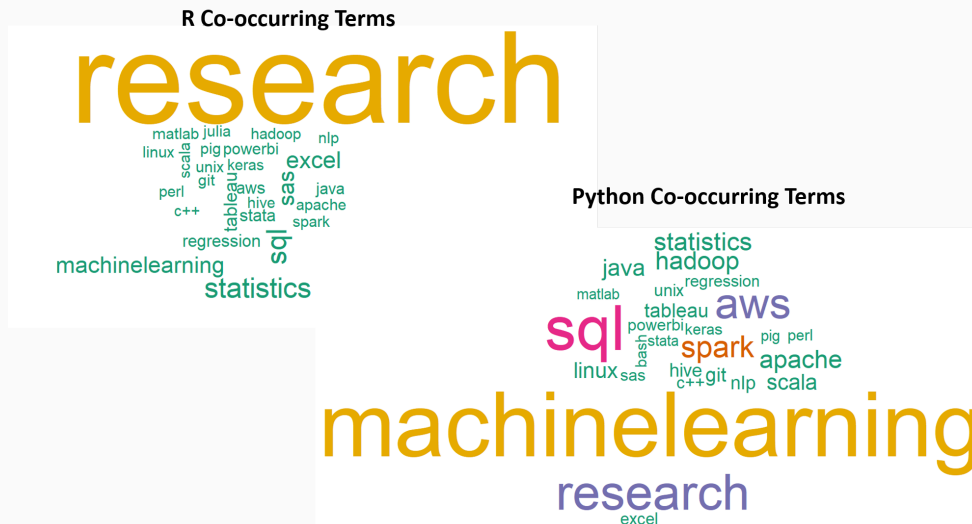 R Co-occurring Terms
research
matlab julia hadoop nlp
linux scala pig powerbi excel
unix keras
git tableau aws sas java
perl hive apache
c++ stata spark
regression sql
machinelearning
statistics
Python Co-occurring Terms
statistics
java hadoop
regression
matlab unix aws
tableau
sql powerbi keras
bash stata spark pig perl
apache
linux sas hive git nlp scala
c++
machinelearning
research
excel